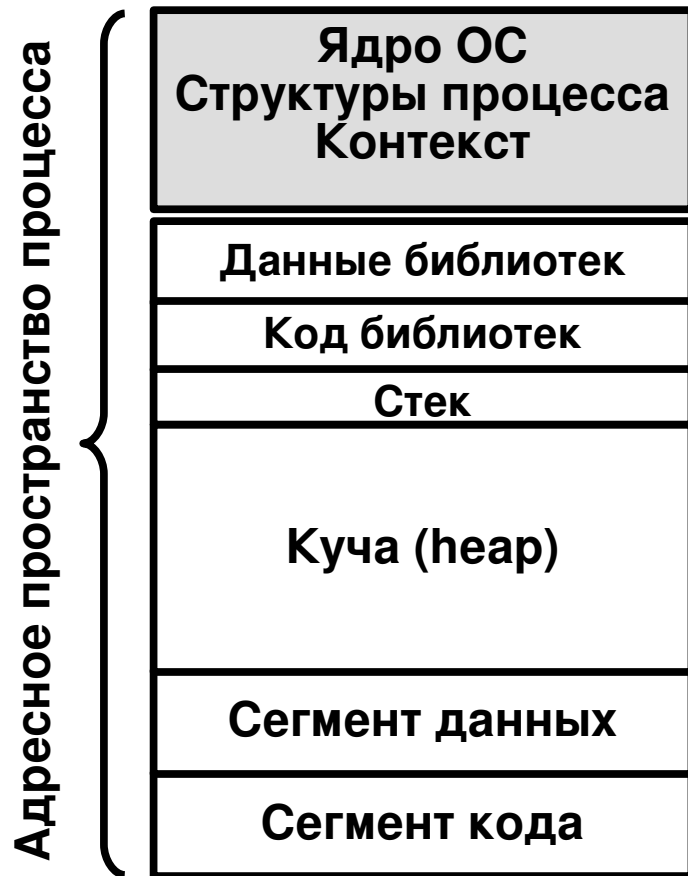 Адресное пространство процесса
Ядро ОС
Структуры процесса
Контекст
Данные библиотек
Код библиотек
Стек
Куча (heap)
Сегмент данных
Сегмент кода